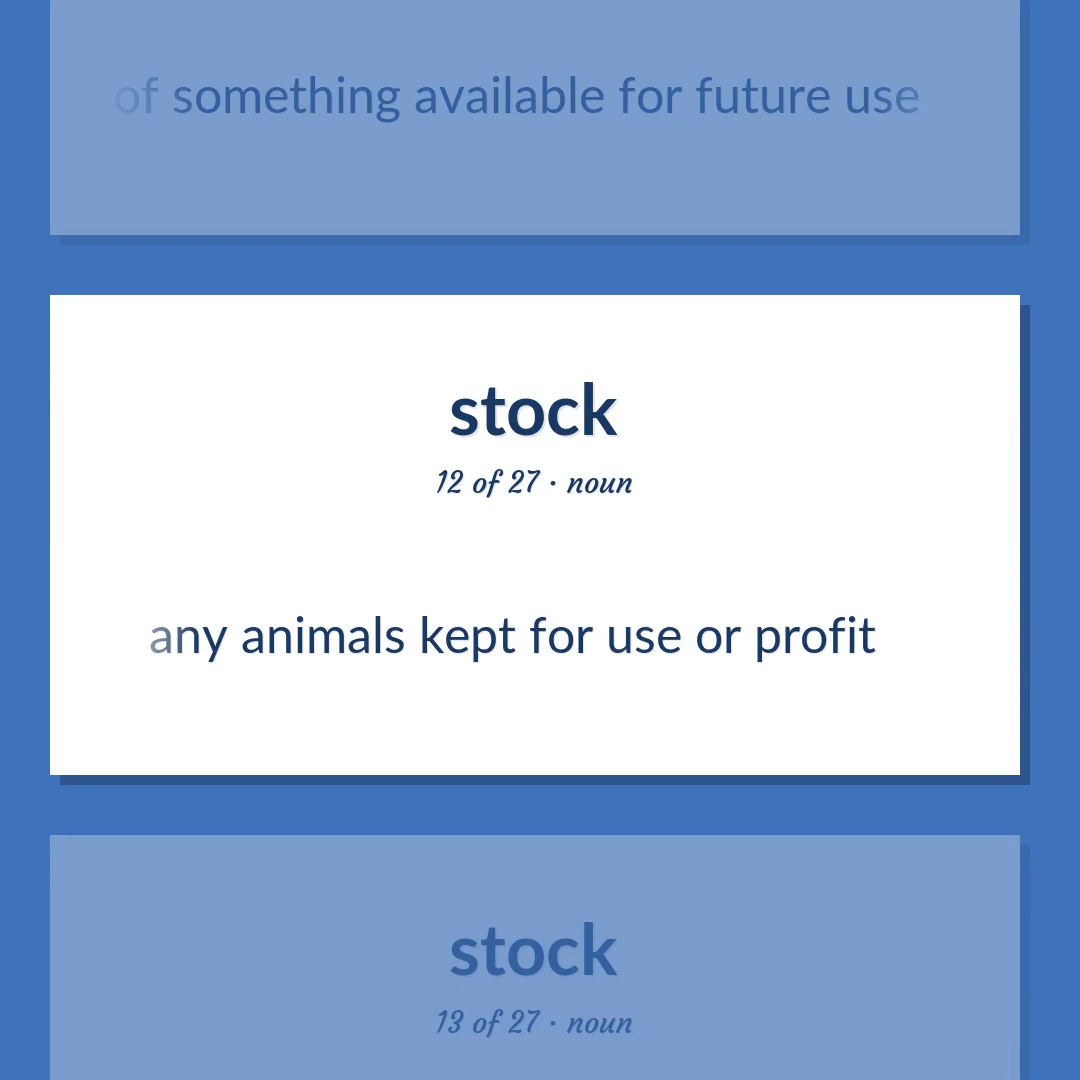 of something available for future use
stock
12 of 27 · noun
any animals kept for use or profit
stock
13 of 27 · noun